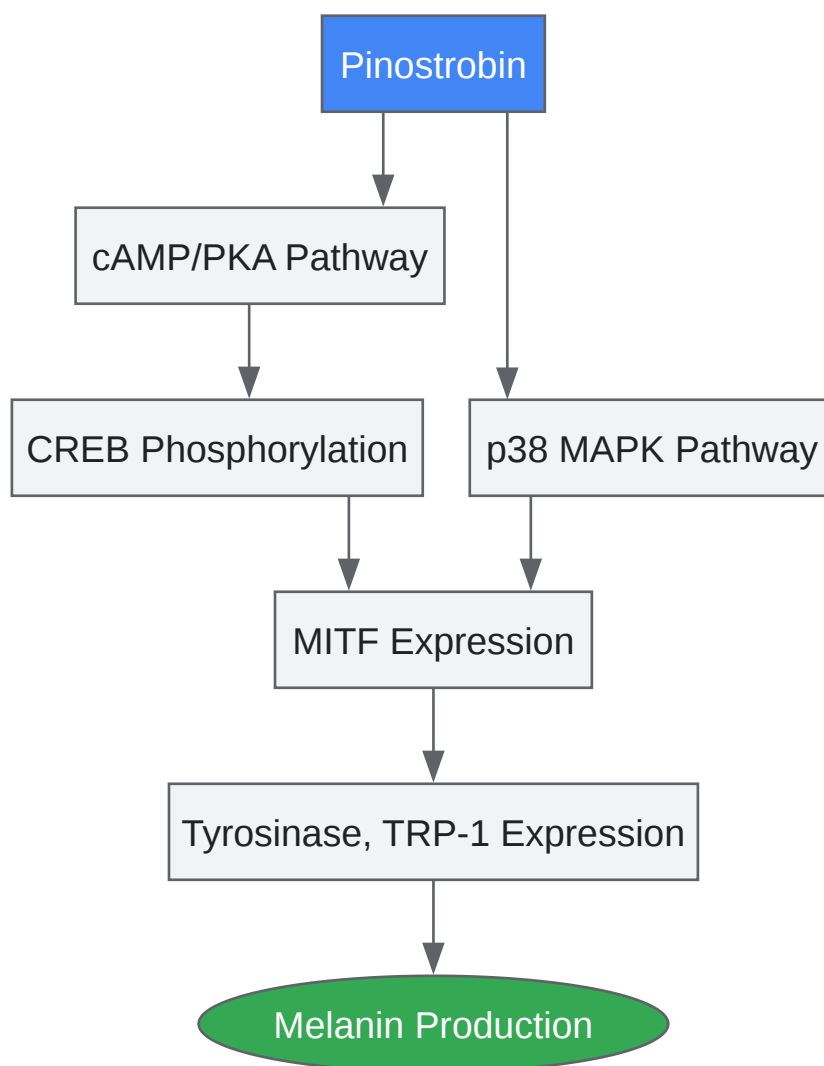 Pinostrobin
cAMP/PKA Pathway
CREB Phosphorylation
p38 MAPK Pathway
MITF Expression
Tyrosinase, TRP-1 Expression
Melanin Production